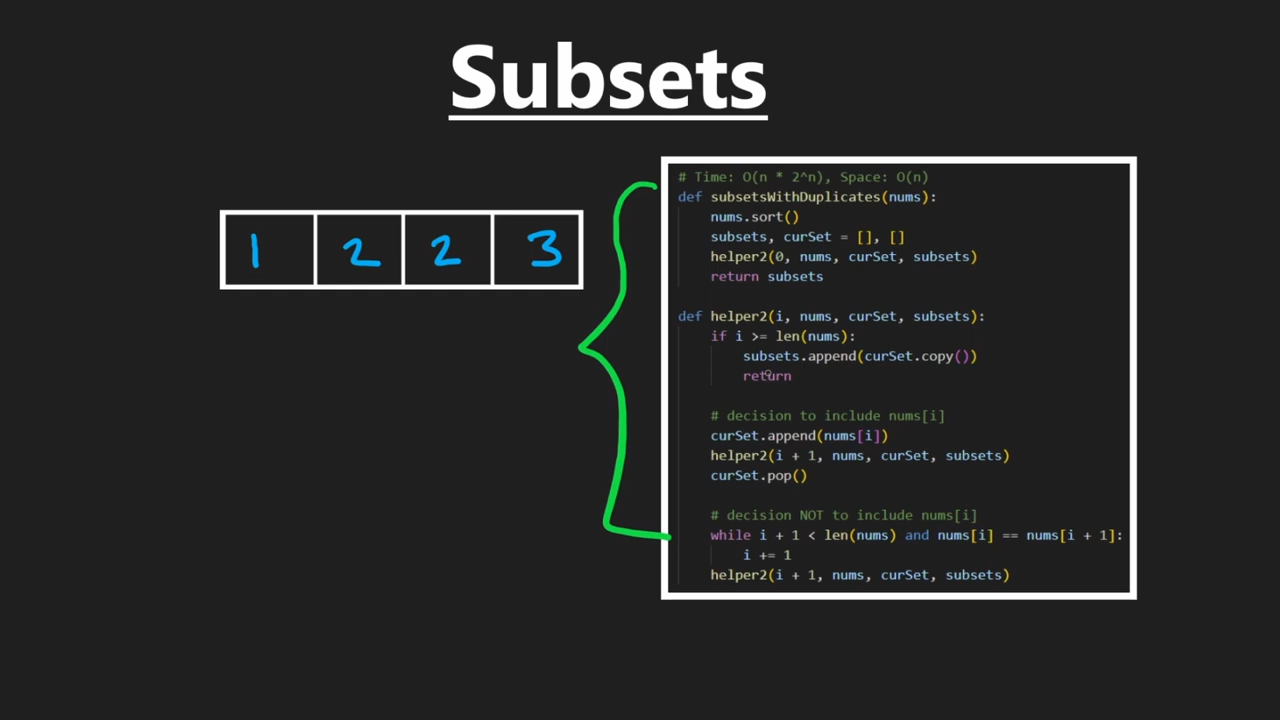 Subsets
1 2 2 3
# Time: O(n * 2^n), Space: O(n)
def subsetsWithDuplicates(nums):
    nums.sort()
    subsets, curSet = [], []
    helper2(0, nums, curSet, subsets)
    return subsets
def helper2(i, nums, curSet, subsets):
    if i >= len(nums):
        subsets.append(curSet.copy())
        return
    # decision to include nums[i]
    curSet.append(nums[i])
    helper2(i + 1, nums, curSet, subsets)
    curSet.pop()
    # decision NOT to include nums[i]
    while i + 1 < len(nums) and nums[i] == nums[i + 1]:
        i += 1
    helper2(i + 1, nums, curSet, subsets)